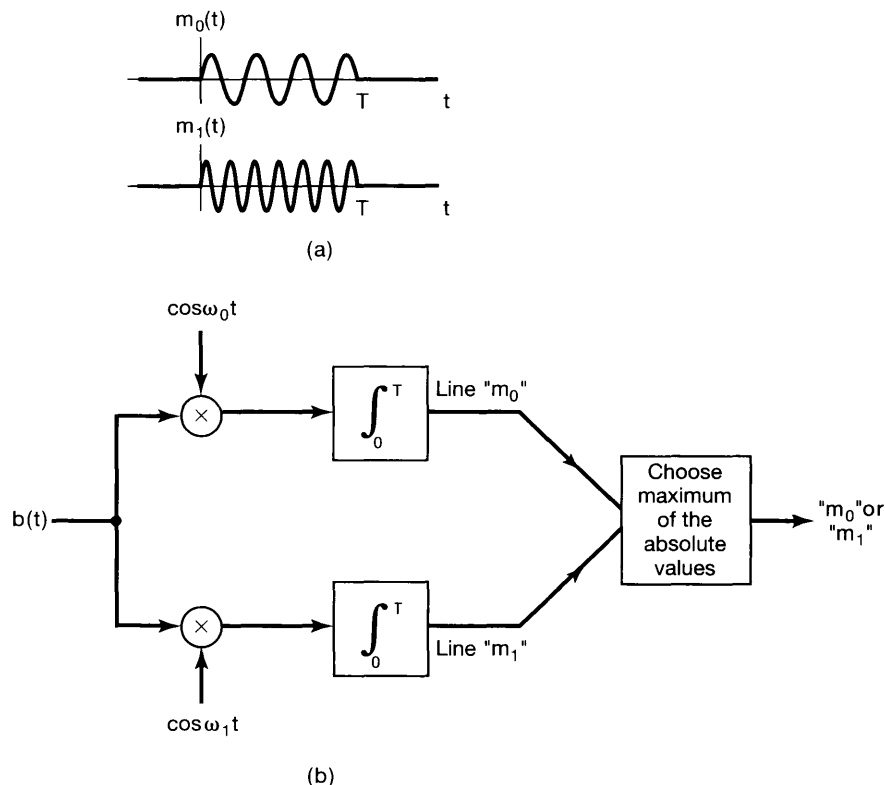 m₀(t)
T t
m₁(t)
T t
(a)
cosω₀t
×
∫₀ᵀ
Line "m₀"
b(t)
Choose
maximum
of the
absolute
values
"m₀"or
"m₁"
×
∫₀ᵀ
Line "m₁"
cosω₁t
(b)